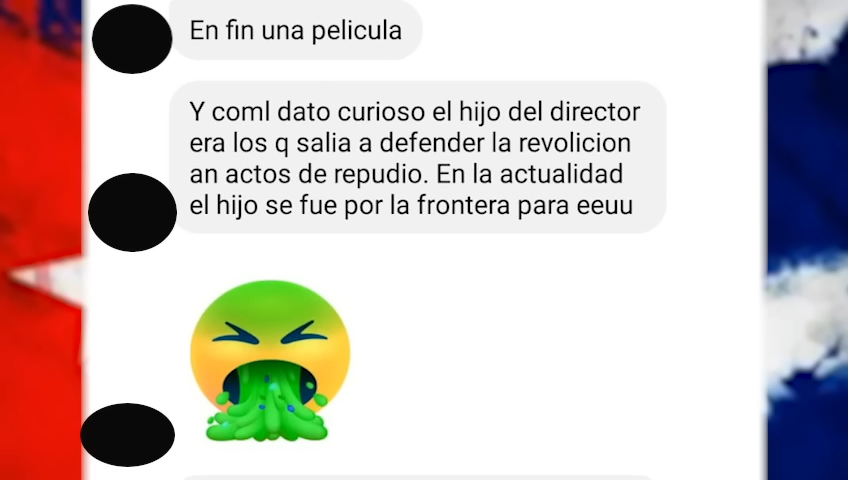 En fin una pelicula
Y coml dato curioso el hijo del director
era los q salia a defender la revolicion
an actos de repudio. En la actualidad
el hijo se fue por la frontera para eeuu